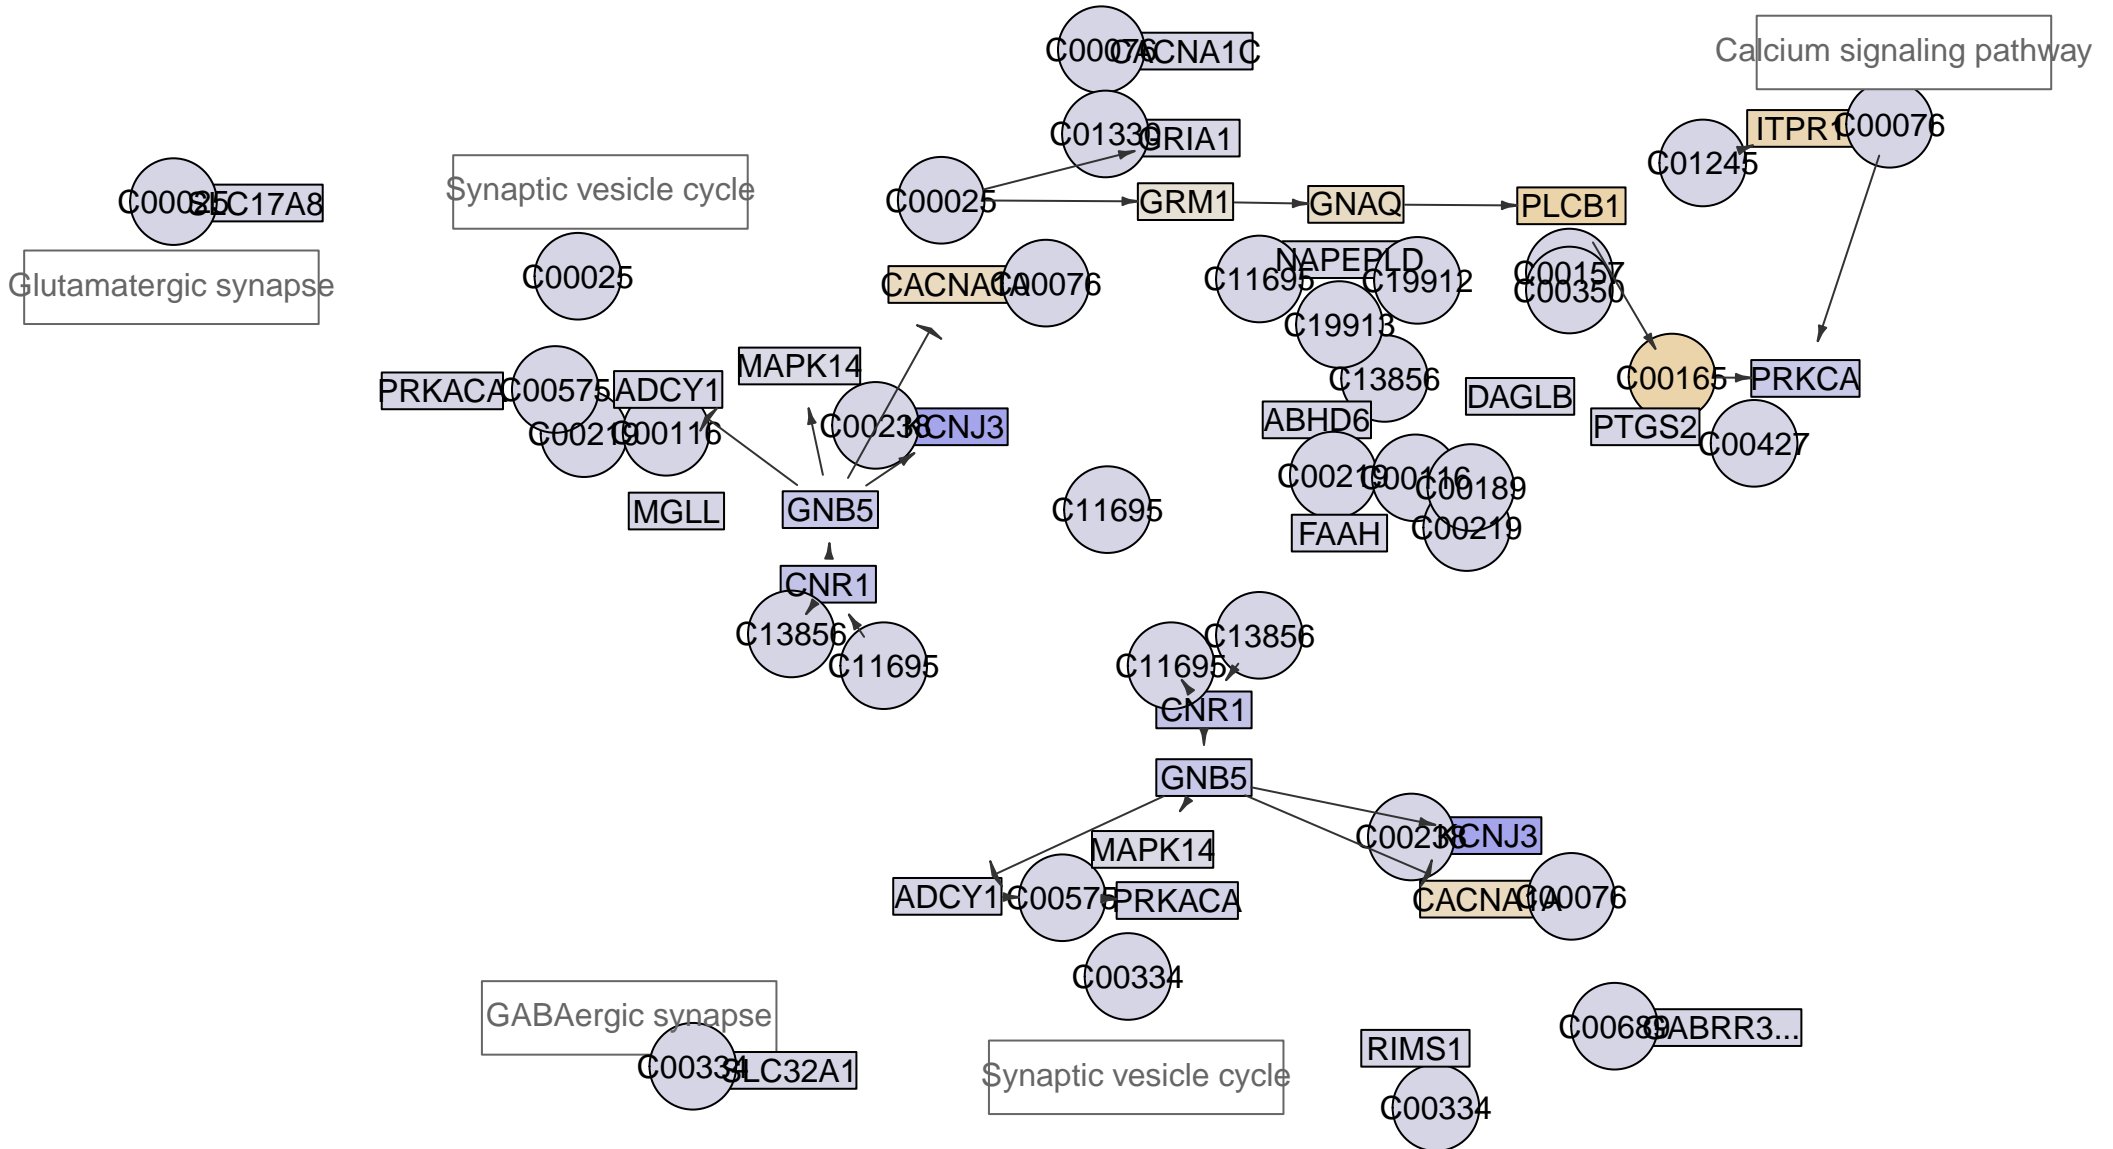 C00076
CACNA1C
Calcium signaling pathway
C01330
GRIA1
ITPR1
C00076
C01245
Synaptic vesicle cycle
C00025
SLC17A8
C00025
GRM1
GNAQ
PLCB1
Glutamatergic synapse
C00025
CACNA1A
C00076
NAPEPLD
C11695
C19912
C00157
C00350
C19913
MAPK14
PRKACA
C00575
ADCY1
C13856
DAGLB
C00165
PRKCA
C00219
C00116
C00238
KCNJ3
ABHD6
PTGS2
C00427
MGLL
GNB5
C11695
C00219
C00116
C00189
FAAH
C00219
CNR1
C13856
C11695
C13856
C11695
CNR1
GNB5
C00238
KCNJ3
MAPK14
ADCY1
C00575
PRKACA
CACNA1A
C00076
C00334
GABAergic synapse
C00334
SLC32A1
Synaptic vesicle cycle
RIMS1
C00334
C00689
GABRR3...